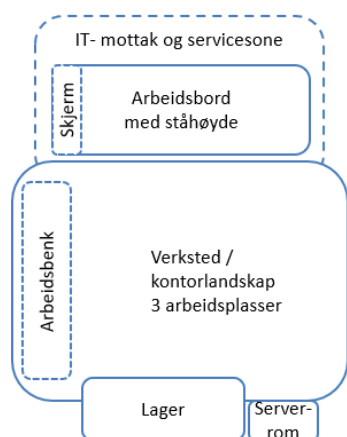 IT- mottak og servicesone
Skjerm
Arbeidsbord
med ståhøyde
Arbeidsbenk
Verksted /
kontorlandskap
3 arbeidsplasser
Lager
Server-
rom